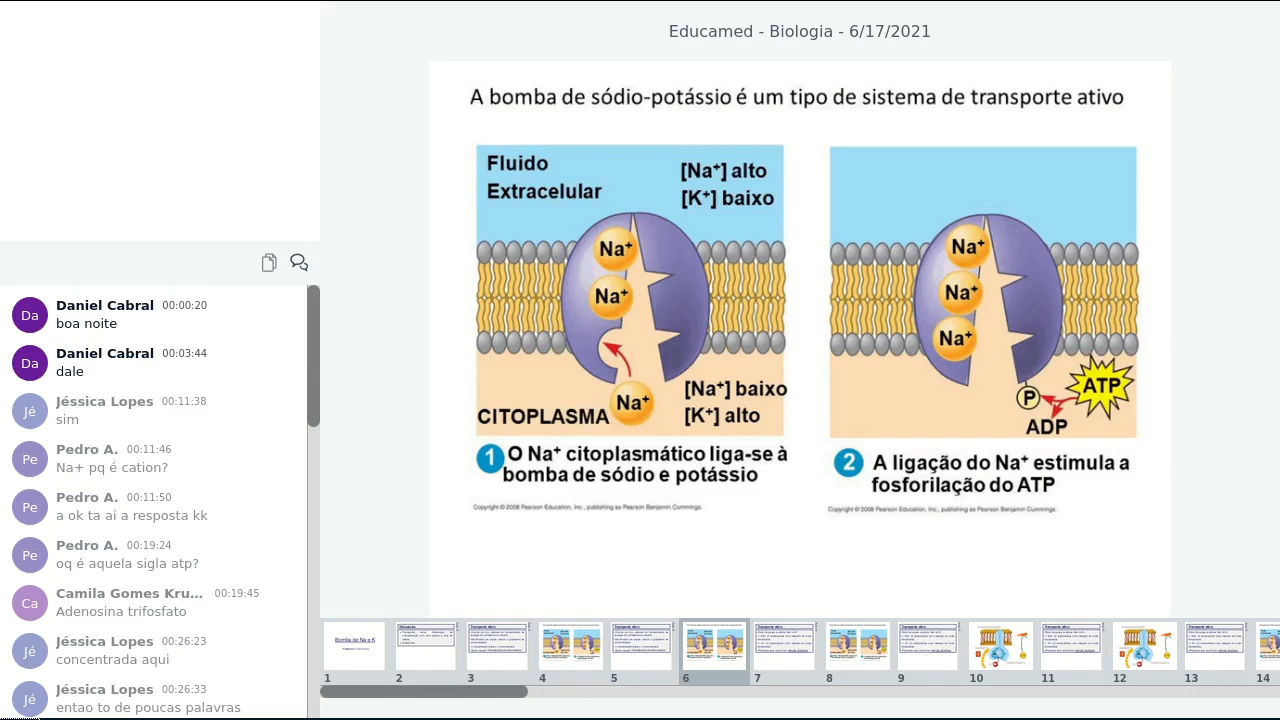 Educamed - Biologia - 6/17/2021
A bomba de sódio-potássio é um tipo de sistema de transporte ativo
Fluido
Extracelular
[Na⁺] alto
[K⁺] baixo
Na⁺
Na⁺
Na⁺
CITOPLASMA
[Na⁺] baixo
[K⁺] alto
1 O Na⁺ citoplasmático liga-se à
bomba de sódio e potássio
Copyright © 2008 Pearson Education, Inc., publishing as Pearson Benjamin Cummings.
Na⁺
Na⁺
Na⁺
P
ATP
ADP
2 A ligação do Na⁺ estimula a
fosforilação do ATP
Copyright © 2008 Pearson Education, Inc., publishing as Pearson Benjamin Cummings.
Da
Daniel Cabral 00:00:20
boa noite
Da
Daniel Cabral 00:03:44
dale
Jé
Jéssica Lopes 00:11:38
sim
Pe
Pedro A. 00:11:46
Na+ pq é cation?
Pe
Pedro A. 00:11:50
a ok ta ai a resposta kk
Pe
Pedro A. 00:19:24
oq é aquela sigla atp?
Ca
Camila Gomes Kru... 00:19:45
Adenosina trifosfato
Jé
Jéssica Lopes 00:26:23
concentrada aqui
Jé
Jéssica Lopes 00:26:33
entao to de poucas palavras
Bomba de Na e K
Transporte ativo
1 2 3 4 5 6 7 8 9 10 11 12 13 14